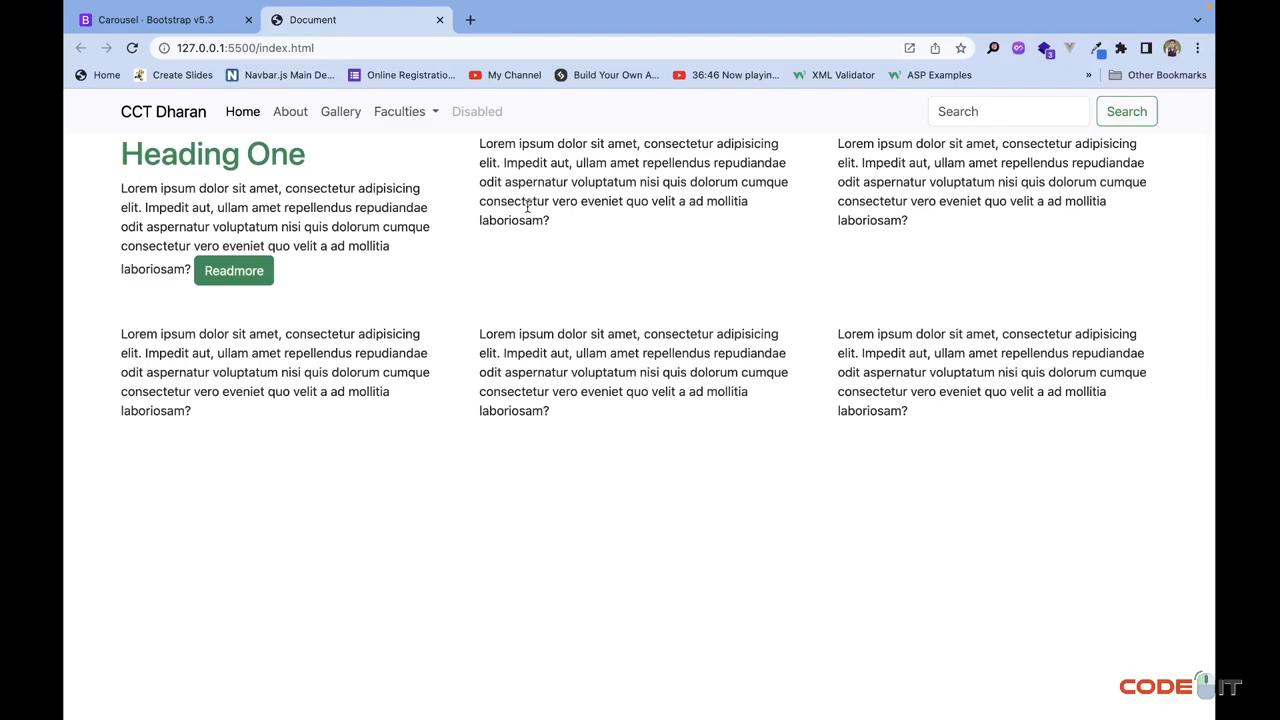 Carousel · Bootstrap v5.3
Document
127.0.0.1:5500/index.html
3
Home
Create Slides
Navbar.js Main De...
Online Registratio...
My Channel
Build Your Own A...
36:46 Now playin...
XML Validator
ASP Examples
»
Other Bookmarks
CCT Dharan
Home
About
Gallery
Faculties
Disabled
Search
Search
Heading One
Lorem ipsum dolor sit amet, consectetur adipisicing
elit. Impedit aut, ullam amet repellendus repudiandae
odit aspernatur voluptatum nisi quis dolorum cumque
consectetur vero eveniet quo velit a ad mollitia
laboriosam? Readmore
Lorem ipsum dolor sit amet, consectetur adipisicing
elit. Impedit aut, ullam amet repellendus repudiandae
odit aspernatur voluptatum nisi quis dolorum cumque
consectetur vero eveniet quo velit a ad mollitia
laboriosam?
Lorem ipsum dolor sit amet, consectetur adipisicing
elit. Impedit aut, ullam amet repellendus repudiandae
odit aspernatur voluptatum nisi quis dolorum cumque
consectetur vero eveniet quo velit a ad mollitia
laboriosam?
Lorem ipsum dolor sit amet, consectetur adipisicing
elit. Impedit aut, ullam amet repellendus repudiandae
odit aspernatur voluptatum nisi quis dolorum cumque
consectetur vero eveniet quo velit a ad mollitia
laboriosam?
Lorem ipsum dolor sit amet, consectetur adipisicing
elit. Impedit aut, ullam amet repellendus repudiandae
odit aspernatur voluptatum nisi quis dolorum cumque
consectetur vero eveniet quo velit a ad mollitia
laboriosam?
Lorem ipsum dolor sit amet, consectetur adipisicing
elit. Impedit aut, ullam amet repellendus repudiandae
odit aspernatur voluptatum nisi quis dolorum cumque
consectetur vero eveniet quo velit a ad mollitia
laboriosam?
CODE IT